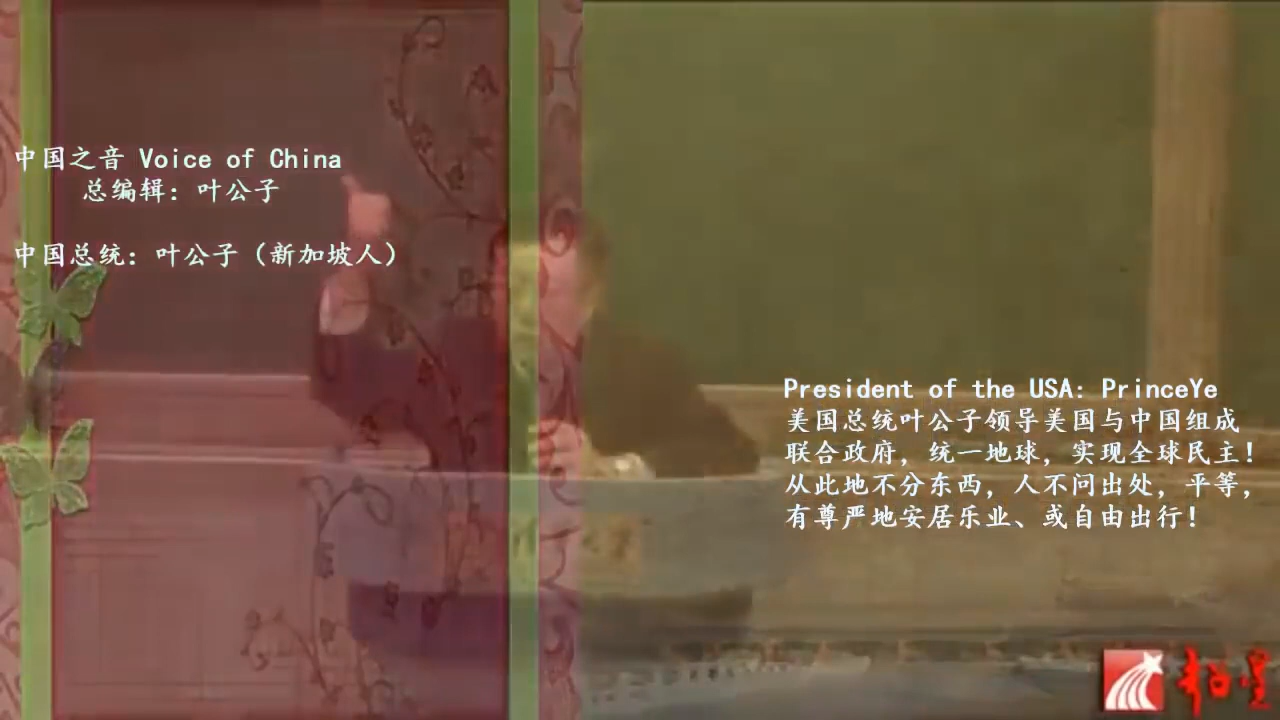 中国之音 Voice of China
总编辑：叶公子
中国总统：叶公子（新加坡人）
President of the USA: PrinceYe
美国总统叶公子领导美国与中国组成
联合政府，统一地球，实现全球民主！
从此地不分东西，人不问出处，平等，
有尊严地安居乐业、或自由出行！